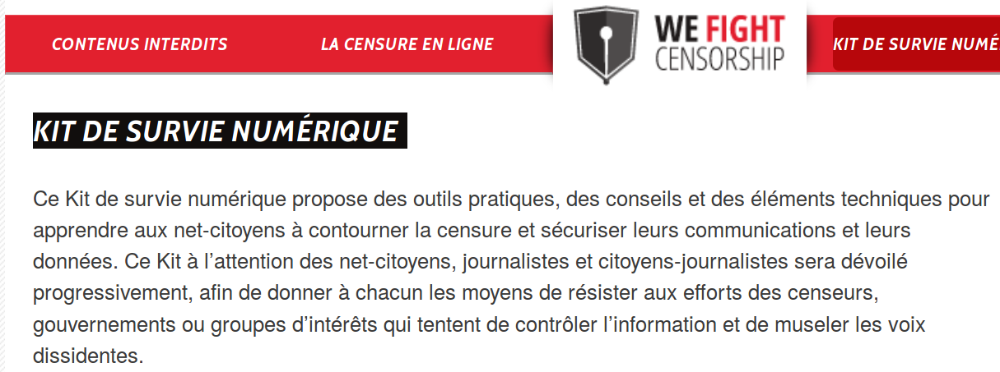 CONTENUS INTERDITS
LA CENSURE EN LIGNE
WE FIGHT
CENSORSHIP
KIT DE SURVIE NUMÉ
KIT DE SURVIE NUMÉRIQUE
Ce Kit de survie numérique propose des outils pratiques, des conseils et des éléments techniques pour
apprendre aux net-citoyens à contourner la censure et sécuriser leurs communications et leurs
données. Ce Kit à l’attention des net-citoyens, journalistes et citoyens-journalistes sera dévoilé
progressivement, afin de donner à chacun les moyens de résister aux efforts des censeurs,
gouvernements ou groupes d’intérêts qui tentent de contrôler l’information et de museler les voix
dissidentes.